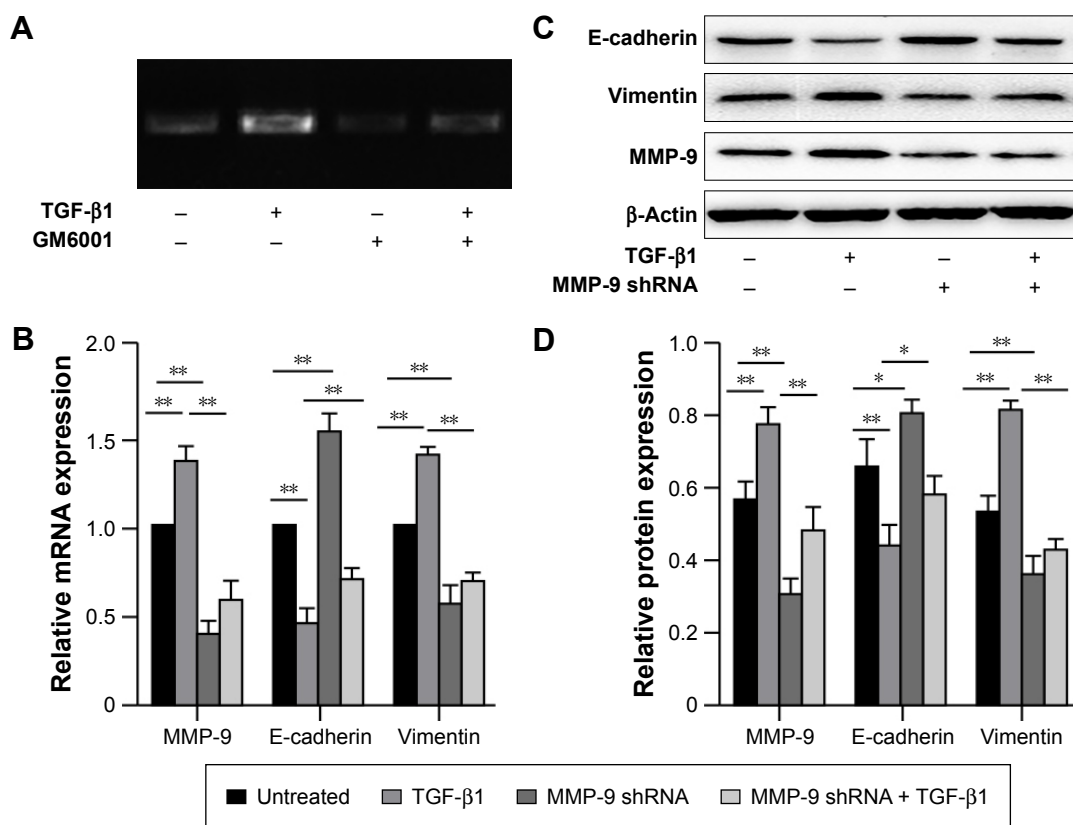 A
TGF-β1 – + – +
GM6001 – – + +
B
Relative mRNA expression
2.0
1.5
1.0
0.5
0
** ** **
** ** **
** ** **
MMP-9 E-cadherin Vimentin
C
E-cadherin
Vimentin
MMP-9
β-Actin
TGF-β1 – + – +
MMP-9 shRNA – – + +
D
Relative protein expression
1.0
0.8
0.6
0.4
0.2
0
** * **
** ** * ** **
**
MMP-9 E-cadherin Vimentin
Untreated TGF-β1 MMP-9 shRNA MMP-9 shRNA + TGF-β1